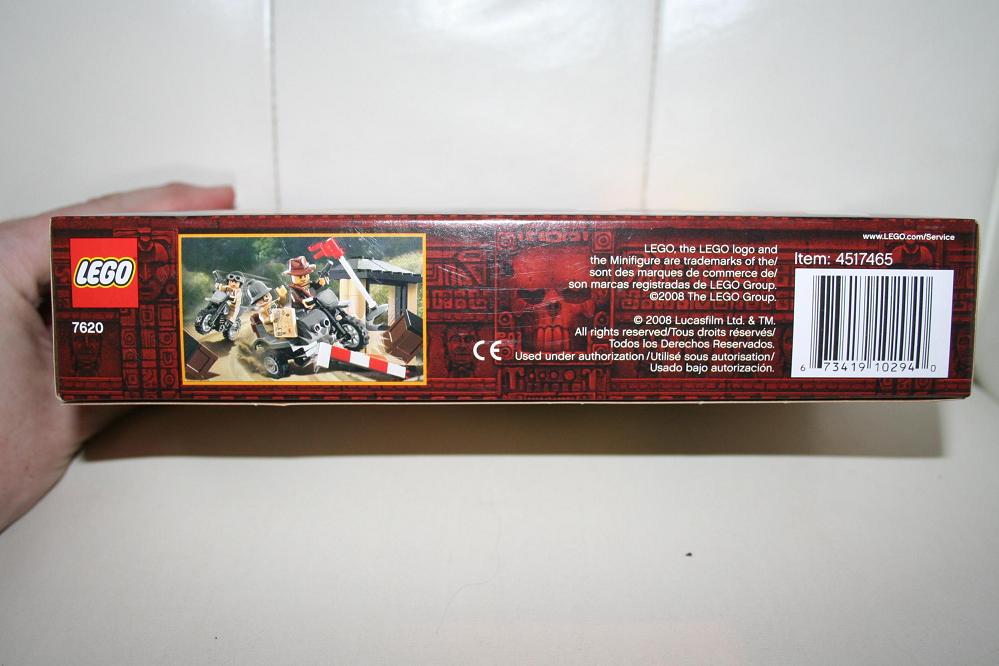 LEGO
7620
LEGO, the LEGO logo and
the Minifigure are trademarks of the/
sont des marques de commerce de/
son marcas registradas de LEGO Group.
©2008 The LEGO Group.
© 2008 Lucasfilm Ltd. & TM.
All rights reserved/Tous droits réservés/
Todos los Derechos Reservados.
CE Used under authorization/Utilisé sous autorisation/
Usado bajo autorización.
www.LEGO.com/Service
Item: 4517465
6 73419 10294 0